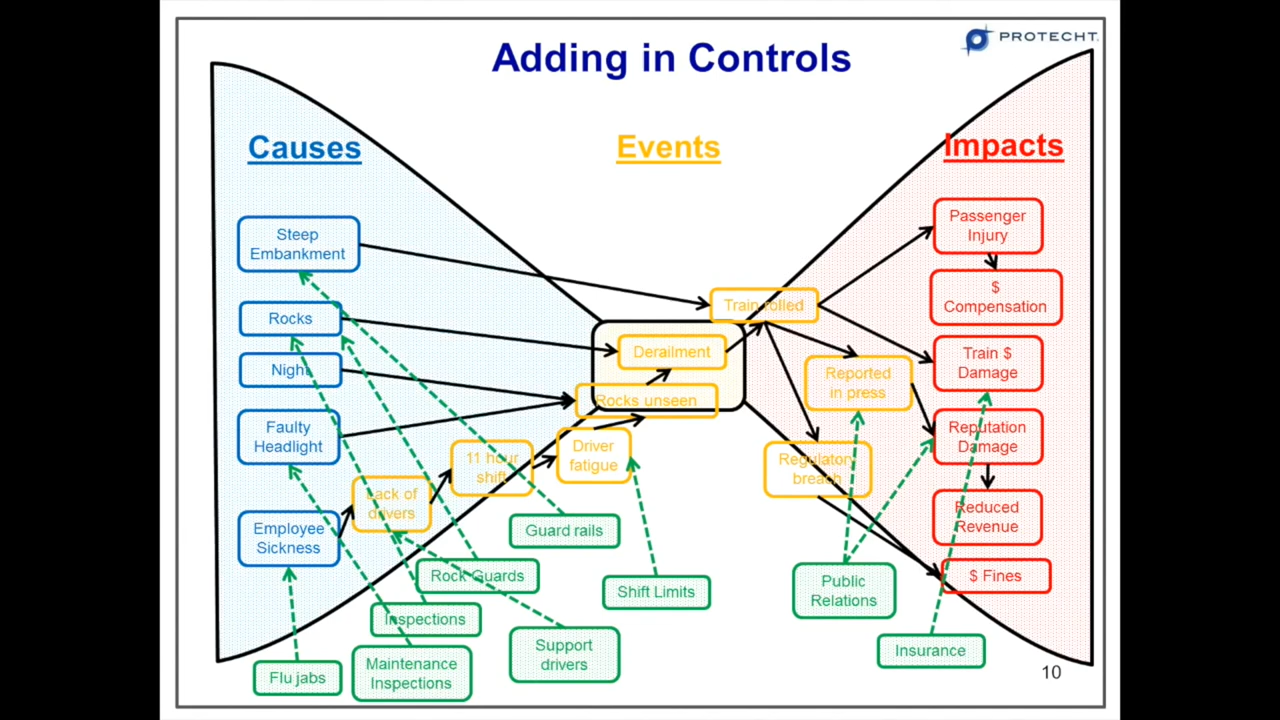 PROTECHT
Adding in Controls
Causes
Events
Impacts
Steep
Embankment
Rocks
Night
Faulty
Headlight
Employee
Sickness
Lack of
drivers
11 hour
shift
Driver
fatigue
Rocks unseen
Derailment
Train rolled
Reported
in press
Regulatory
breach
Passenger
Injury
$
Compensation
Train $
Damage
Reputation
Damage
Reduced
Revenue
$ Fines
Guard rails
Rock Guards
Shift Limits
Inspections
Support
drivers
Maintenance
Inspections
Flu jabs
Public
Relations
Insurance
10